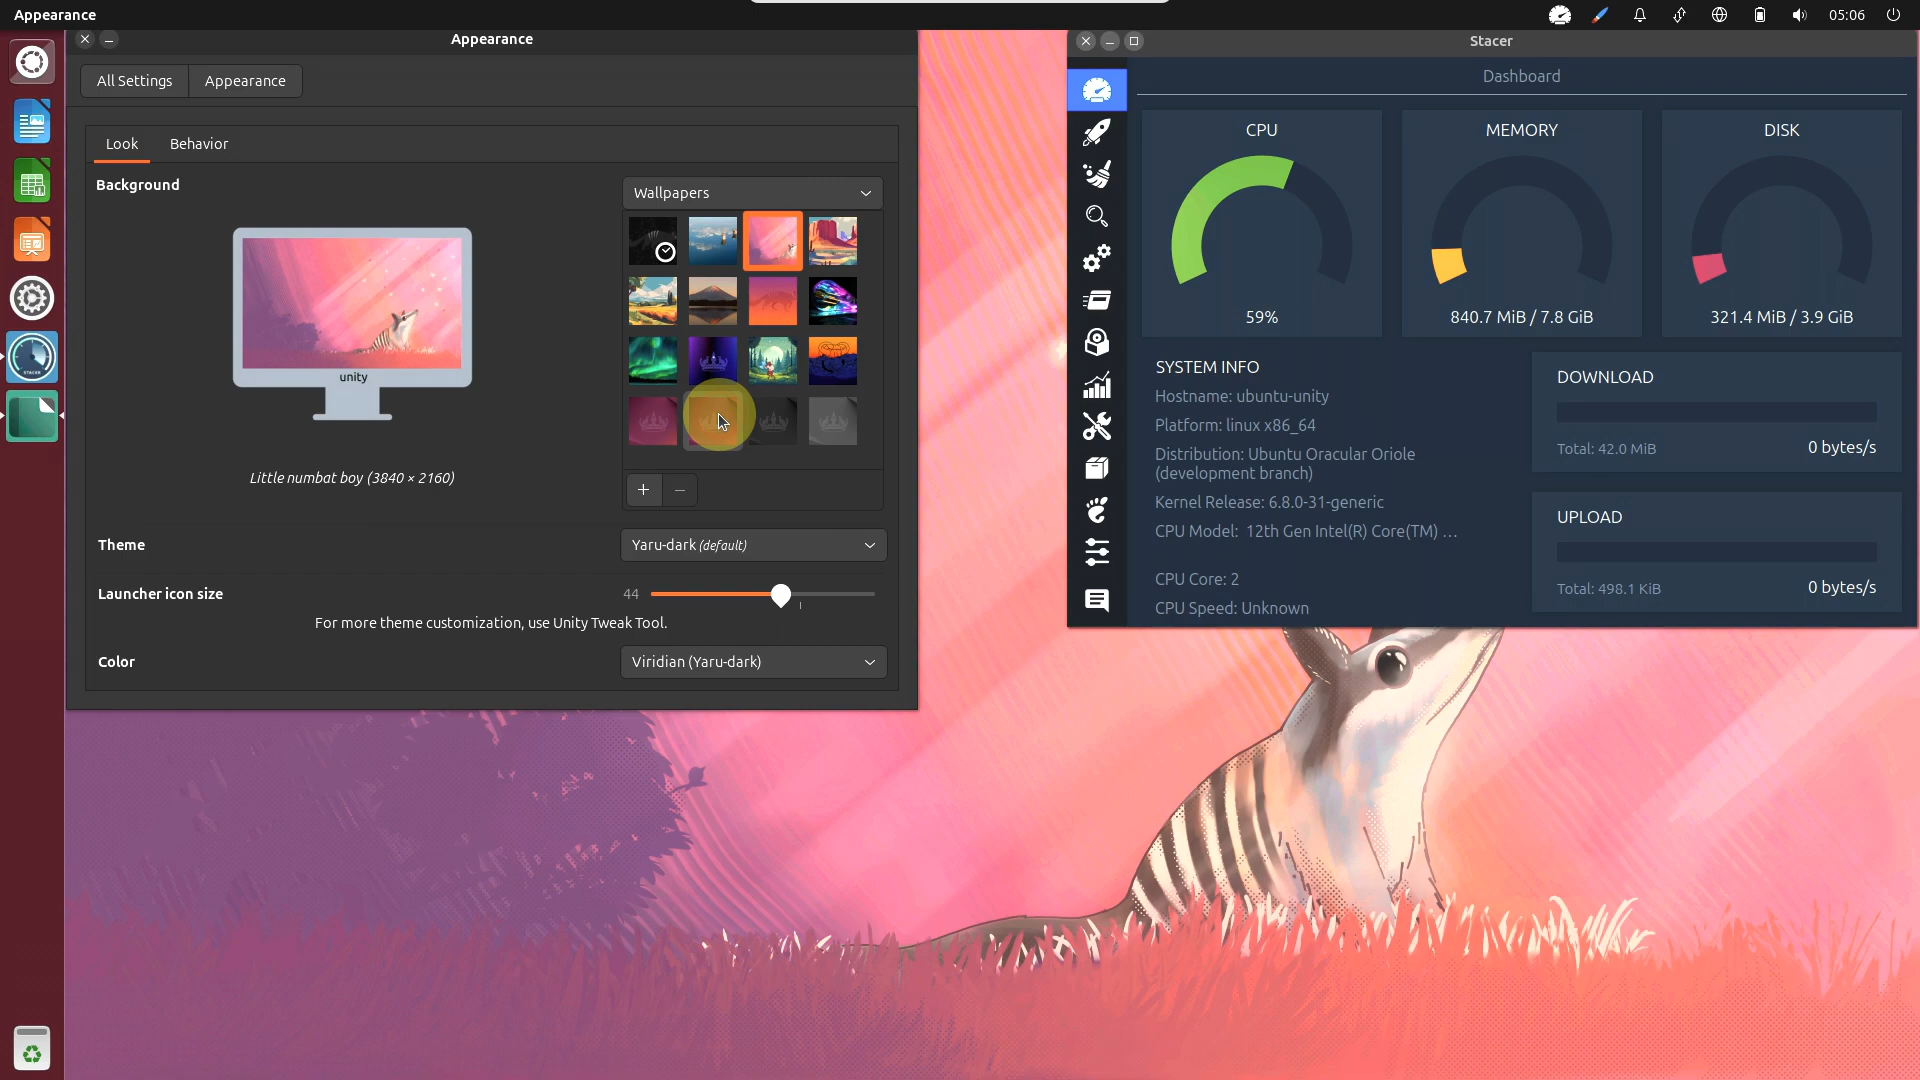 Appearance
05:06
Appearance
All Settings
Appearance
Look
Behavior
Background
Wallpapers
unity
Little numbat boy (3840 × 2160)
+
−
Theme
Yaru-dark (default)
Launcher icon size
44
For more theme customization, use Unity Tweak Tool.
Color
Viridian (Yaru-dark)
STACER
Stacer
Dashboard
CPU
59%
MEMORY
840.7 MiB / 7.8 GiB
DISK
321.4 MiB / 3.9 GiB
SYSTEM INFO
Hostname: ubuntu-unity
Platform: linux x86_64
Distribution: Ubuntu Oracular Oriole
(development branch)
Kernel Release: 6.8.0-31-generic
CPU Model: 12th Gen Intel(R) Core(TM) …
CPU Core: 2
CPU Speed: Unknown
DOWNLOAD
Total: 42.0 MiB
0 bytes/s
UPLOAD
Total: 498.1 KiB
0 bytes/s